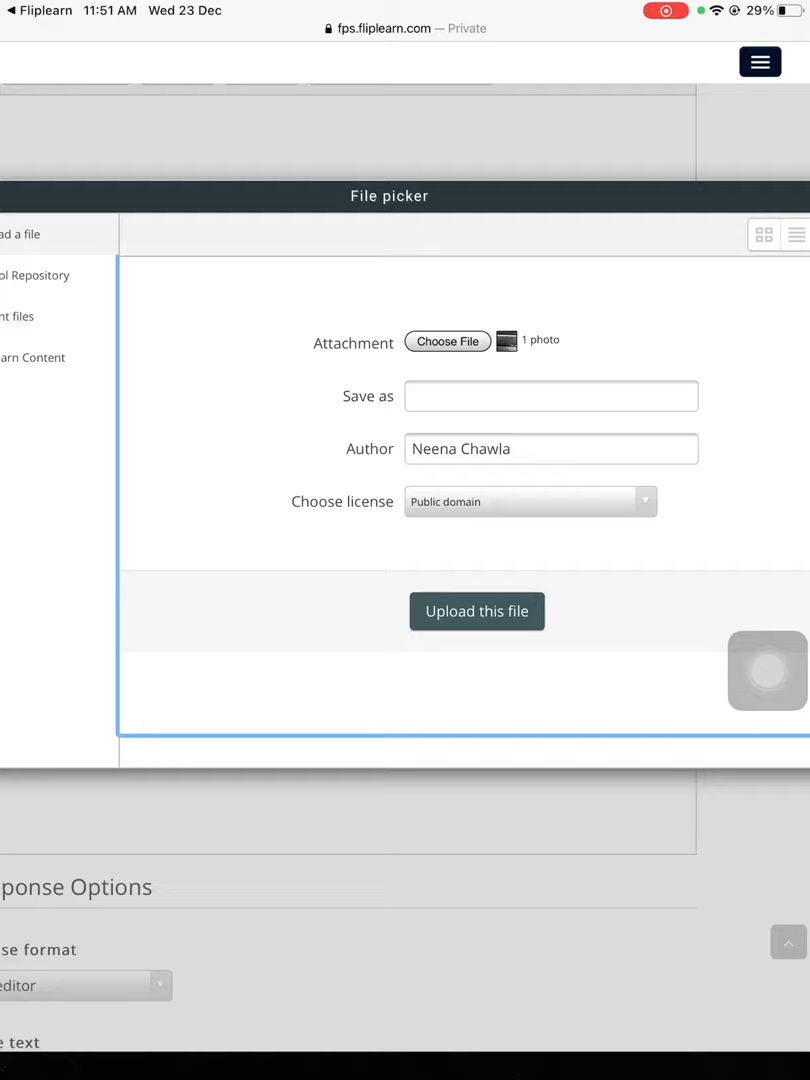 Fliplearn 11:51 AM Wed 23 Dec 29%
fps.fliplearn.com — Private
File picker
ad a file
ol Repository
nt files
arn Content
Attachment Choose File 1 photo
Save as
Author Neena Chawla
Choose license Public domain
Upload this file
ponse Options
se format
editor
e text